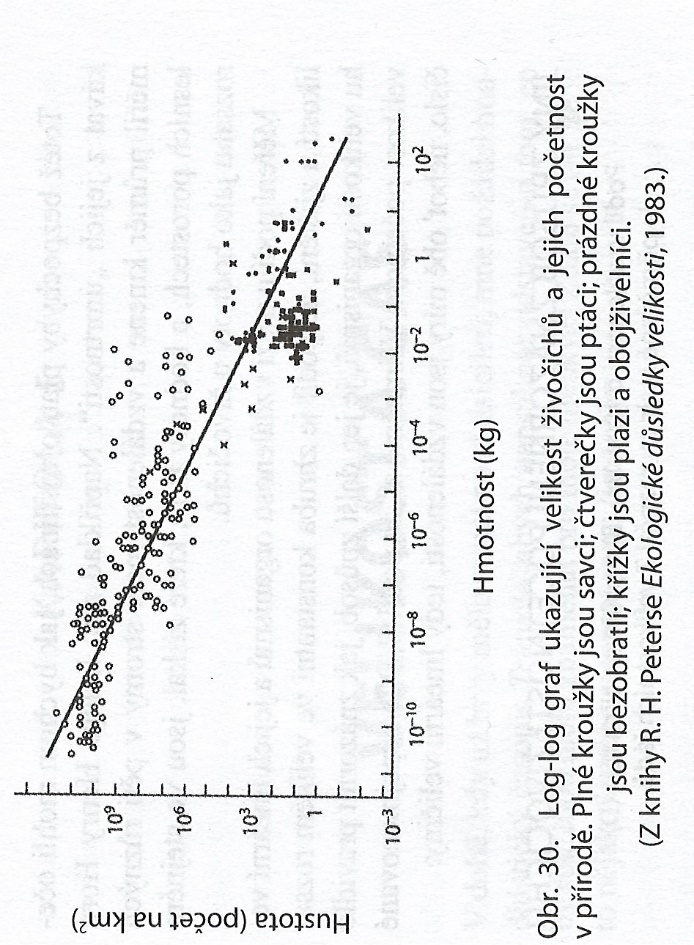 Hustota (počet na km²)
10⁹
10⁶
10³
1
10⁻³
10⁻¹⁰ 10⁻⁸ 10⁻⁶ 10⁻⁴ 10⁻² 1 10²
Hmotnost (kg)
Obr. 30. Log-log graf ukazující velikost živočichů a jejich početnost
v přírodě. Plné kroužky jsou savci; čtverečky jsou ptáci; prázdné kroužky
jsou bezobratlí; křížky jsou plazi a obojživelníci.
(Z knihy R. H. Peterse Ekologické důsledky velikosti, 1983.)